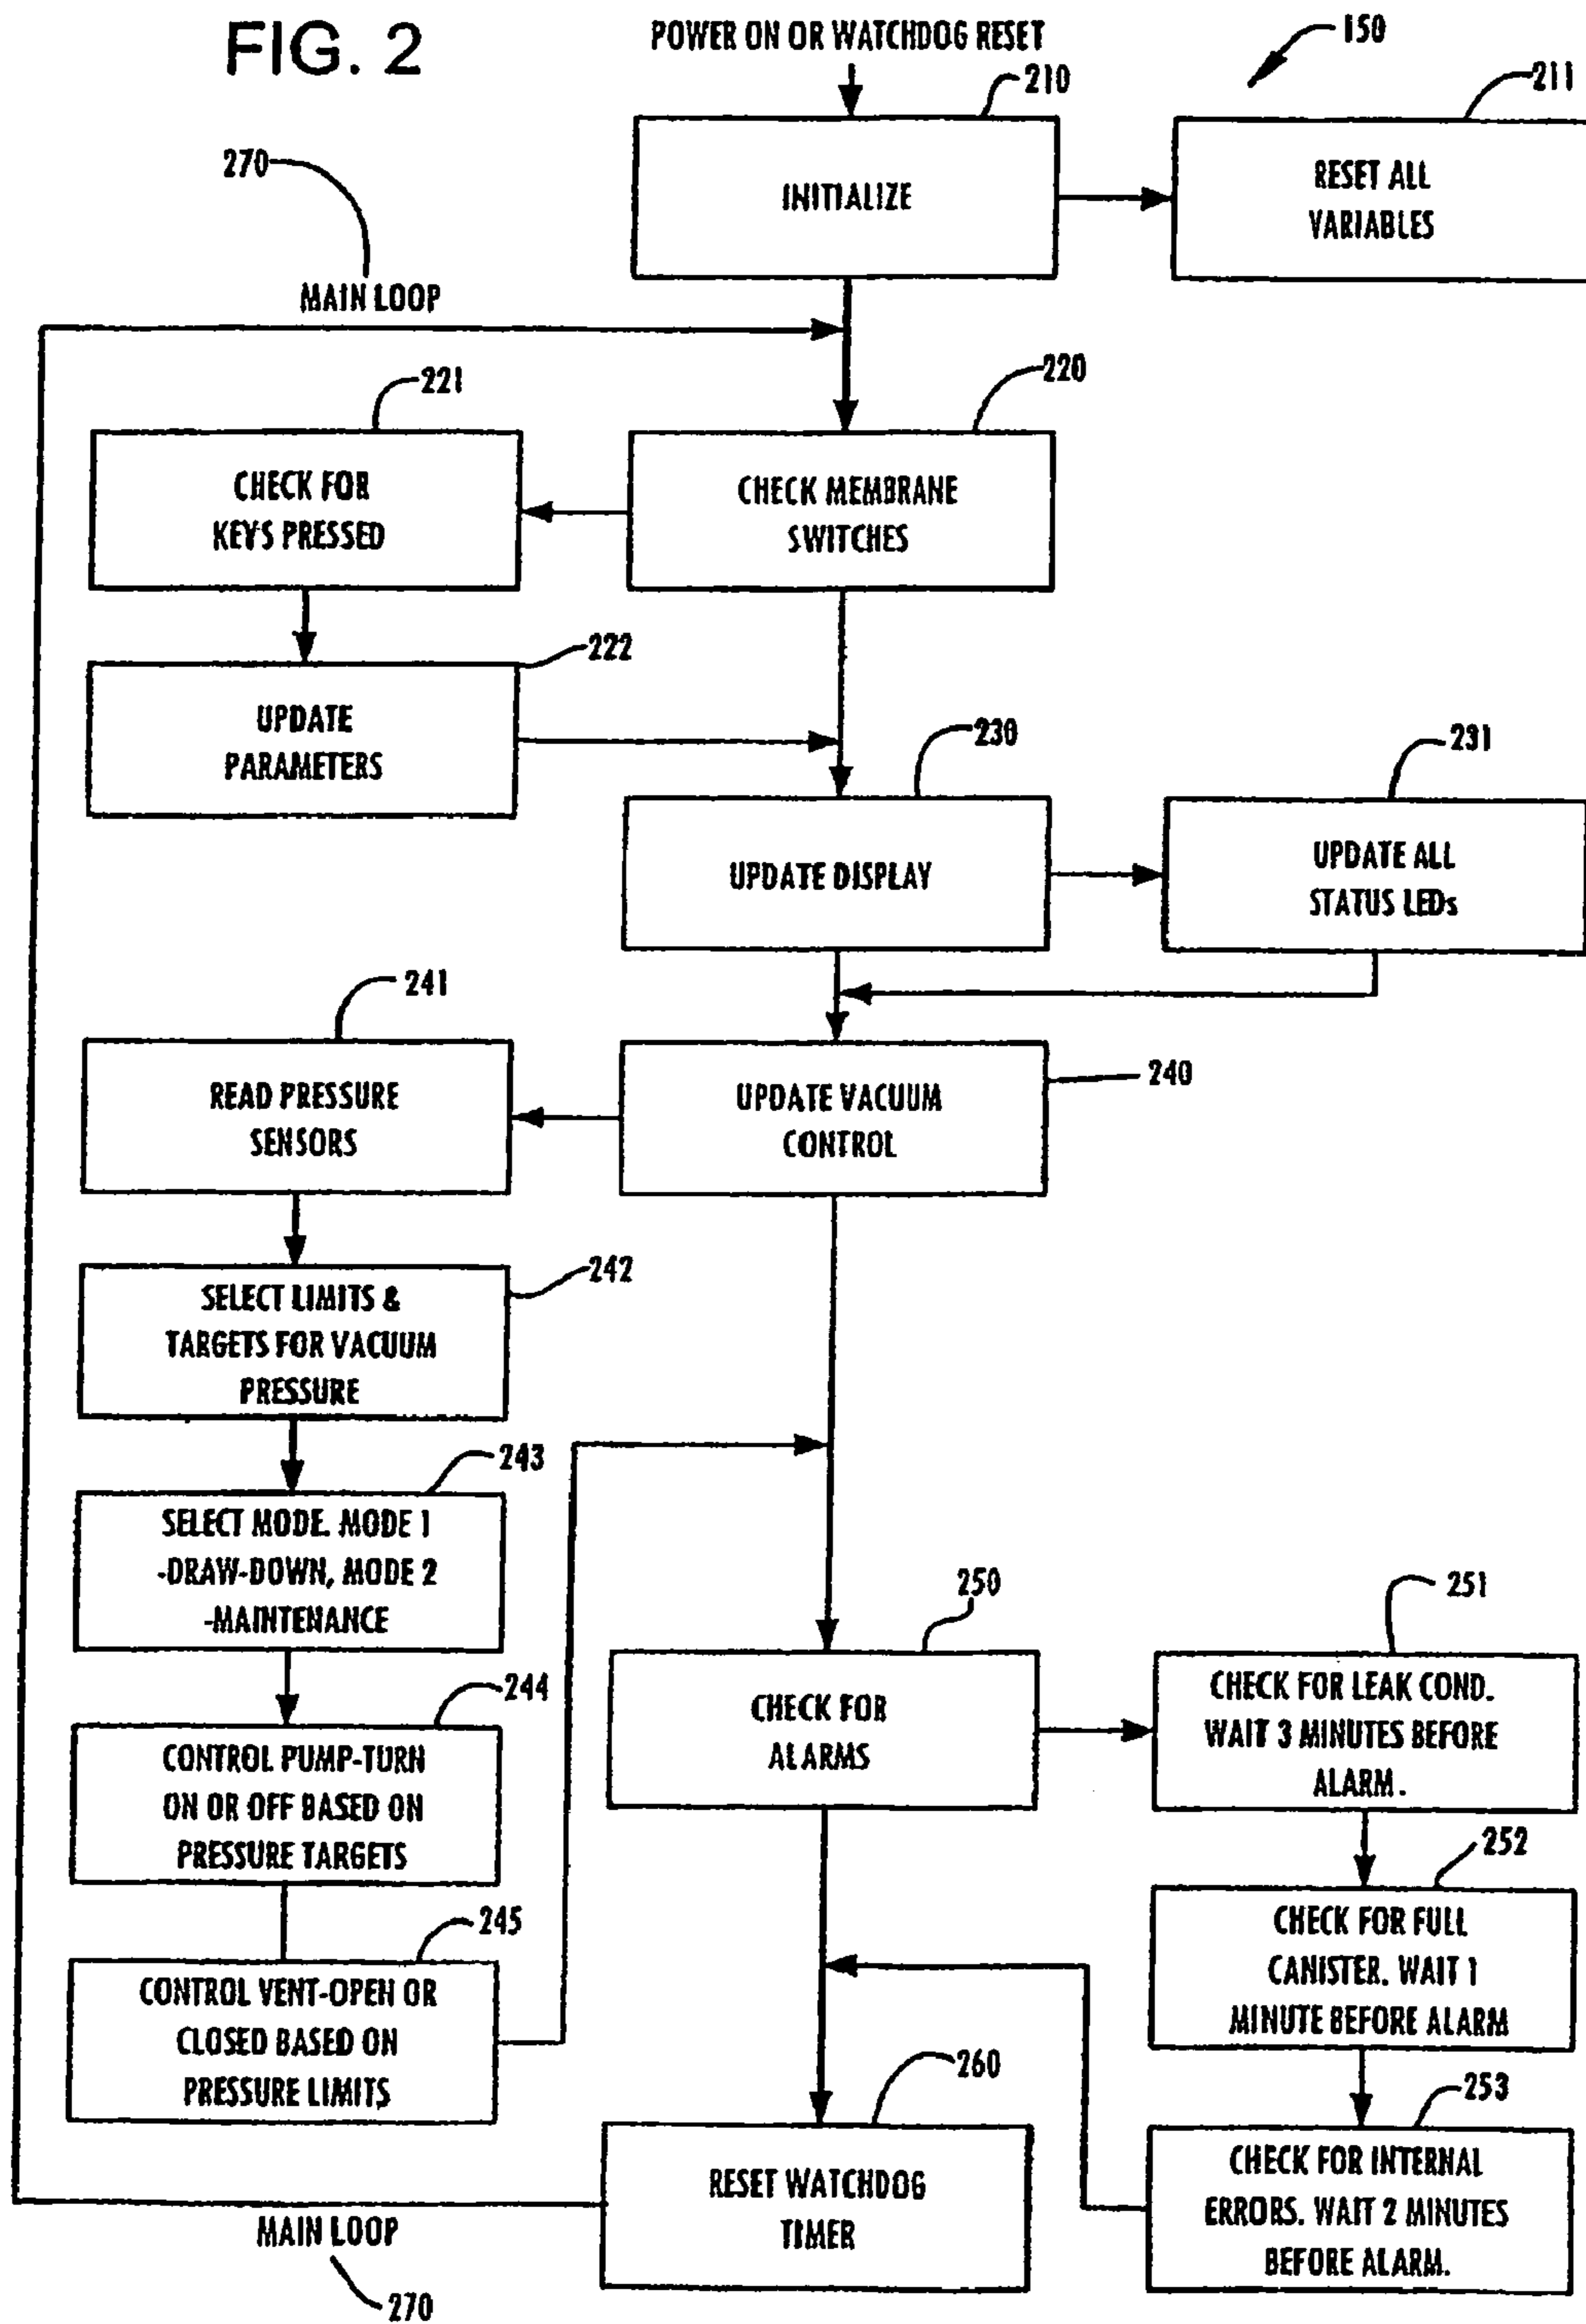 FIG. 2
POWER ON OR WATCHDOG RESET
150
210
211
INITIALIZE
RESET ALL
VARIABLES
270
MAIN LOOP
221
220
CHECK FOR
KEYS PRESSED
CHECK MEMBRANE
SWITCHES
222
UPDATE
PARAMETERS
230
231
UPDATE DISPLAY
UPDATE ALL
STATUS LEDs
241
READ PRESSURE
SENSORS
UPDATE VACUUM
CONTROL
240
242
SELECT LIMITS &
TARGETS FOR VACUUM
PRESSURE
243
SELECT MODE. MODE 1
-DRAW-DOWN, MODE 2
-MAINTENANCE
244
CONTROL PUMP-TURN
ON OR OFF BASED ON
PRESSURE TARGETS
245
CONTROL VENT-OPEN OR
CLOSED BASED ON
PRESSURE LIMITS
250
CHECK FOR
ALARMS
251
CHECK FOR LEAK COND.
WAIT 3 MINUTES BEFORE
ALARM.
252
CHECK FOR FULL
CANISTER. WAIT 1
MINUTE BEFORE ALARM
253
CHECK FOR INTERNAL
ERRORS. WAIT 2 MINUTES
BEFORE ALARM.
260
RESET WATCHDOG
TIMER
MAIN LOOP
270